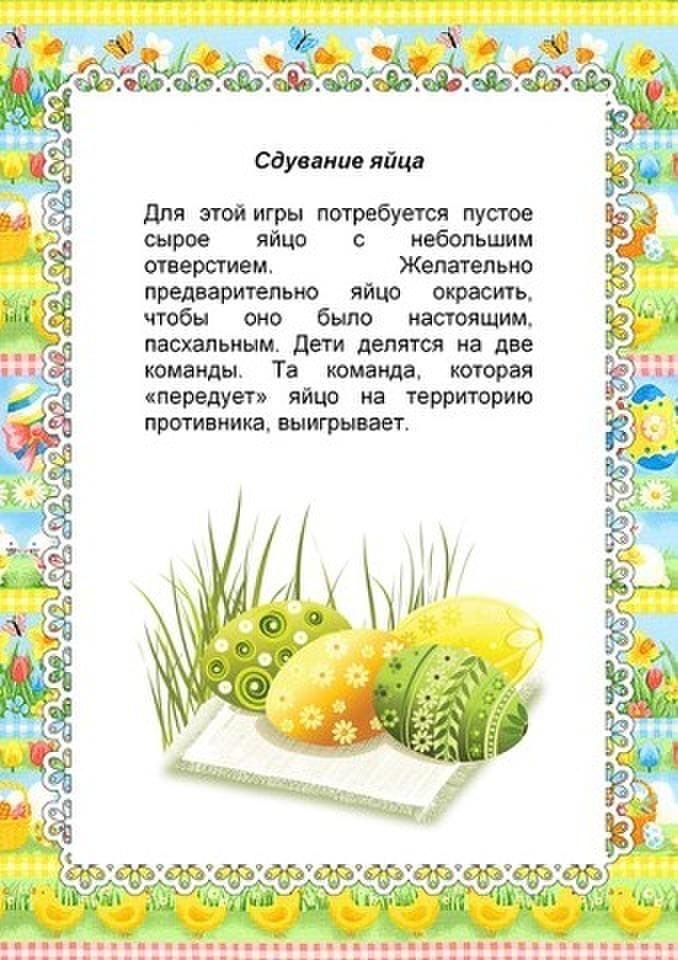 Сдувание яйца
Для этой игры потребуется пустое
сырое яйцо с небольшим
отверстием. Желательно
предварительно яйцо окрасить,
чтобы оно было настоящим,
пасхальным. Дети делятся на две
команды. Та команда, которая
«передует» яйцо на территорию
противника, выигрывает.